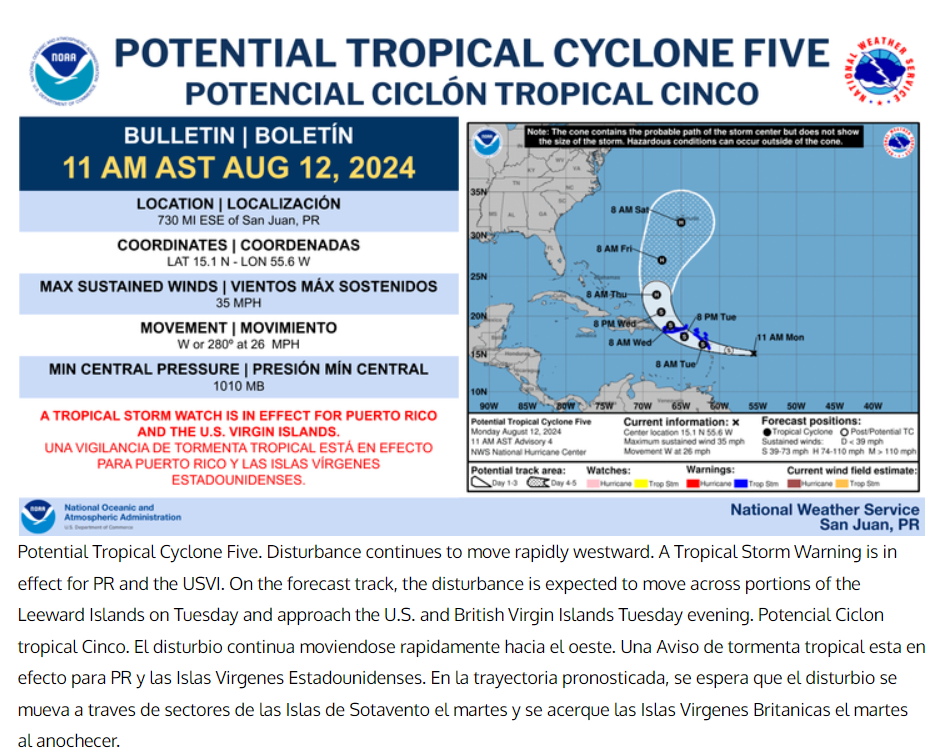 POTENTIAL TROPICAL CYCLONE FIVE
POTENCIAL CICLÓN TROPICAL CINCO
NOAA
NATIONAL WEATHER SERVICE
BULLETIN | BOLETÍN
11 AM AST AUG 12, 2024
LOCATION | LOCALIZACIÓN
730 MI ESE of San Juan, PR
COORDINATES | COORDENADAS
LAT 15.1 N - LON 55.6 W
MAX SUSTAINED WINDS | VIENTOS MÁX SOSTENIDOS
35 MPH
MOVEMENT | MOVIMIENTO
W or 280º at 26 MPH
MIN CENTRAL PRESSURE | PRESIÓN MÍN CENTRAL
1010 MB
A TROPICAL STORM WATCH IS IN EFFECT FOR PUERTO RICO
AND THE U.S. VIRGIN ISLANDS.
UNA VIGILANCIA DE TORMENTA TROPICAL ESTÁ EN EFECTO
PARA PUERTO RICO Y LAS ISLAS VÍRGENES
ESTADOUNIDENSES.
Note: The cone contains the probable path of the storm center but does not show
the size of the storm. Hazardous conditions can occur outside of the cone.
35N
30N
25N
20N
15N
10N
8 AM Sat
8 AM Fri
8 AM Thu
8 PM Wed
8 AM Wed
8 PM Tue
8 AM Tue
11 AM Mon
90W 85W 80W 75W 70W 65W 60W 55W 50W 45W 40W
Potential Tropical Cyclone Five
Monday August 12, 2024
11 AM AST Advisory 4
NWS National Hurricane Center
Current information: x
Center location 15.1 N 55.6 W
Maximum sustained wind 35 mph
Movement W at 26 mph
Forecast positions:
Tropical Cyclone Post/Potential TC
Sustained winds: D < 39 mph
S 39-73 mph H 74-110 mph M > 110 mph
Potential track area:
Day 1-3 Day 4-5
Watches:
Hurricane Trop Stm
Warnings:
Hurricane Trop Stm
Current wind field estimate:
Hurricane Trop Stm
NOAA
National Oceanic and
Atmospheric Administration
U.S. Department of Commerce
National Weather Service
San Juan, PR
Potential Tropical Cyclone Five. Disturbance continues to move rapidly westward. A Tropical Storm Warning is in
effect for PR and the USVI. On the forecast track, the disturbance is expected to move across portions of the
Leeward Islands on Tuesday and approach the U.S. and British Virgin Islands Tuesday evening. Potencial Ciclon
tropical Cinco. El disturbio continua moviendose rapidamente hacia el oeste. Una Aviso de tormenta tropical esta en
efecto para PR y las Islas Virgenes Estadounidenses. En la trayectoria pronosticada, se espera que el disturbio se
mueva a traves de sectores de las Islas de Sotavento el martes y se acerque las Islas Virgenes Britanicas el martes
al anochecer.